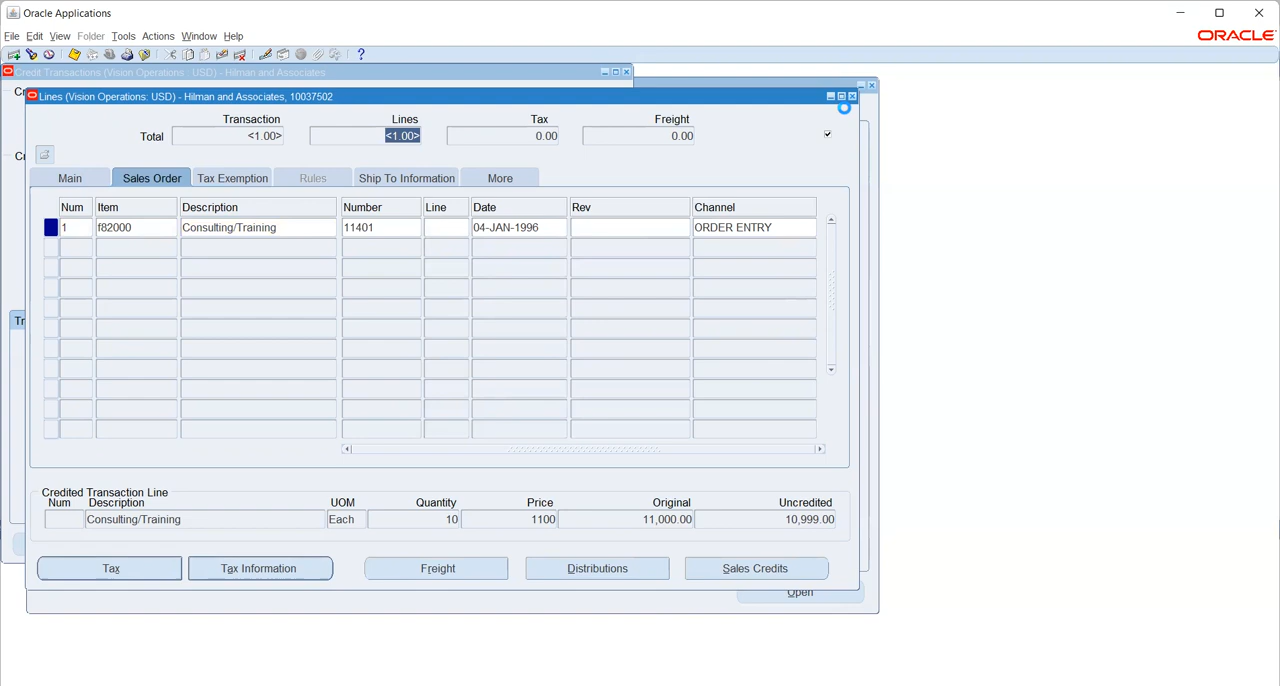 Oracle Applications
File Edit View Folder Tools Actions Window Help
ORACLE
Credit Transactions (Vision Operations : USD) - Hilman and Associates
Cr
Lines (Vision Operations: USD) - Hilman and Associates, 10037502
Transaction Lines Tax Freight
Total <1.00> <1.00> 0.00 0.00
Cr
Main Sales Order Tax Exemption Rules Ship To Information More
Num Item Description Number Line Date Rev Channel
1 f82000 Consulting/Training 11401 04-JAN-1996 ORDER ENTRY
Tr
Credited Transaction Line
Num Description UOM Quantity Price Original Uncredited
Consulting/Training Each 10 1100 11,000.00 10,999.00
Tax Tax Information Freight Distributions Sales Credits
Open